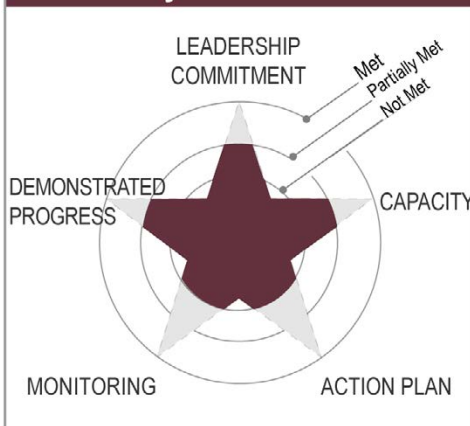 LEADERSHIP
COMMITMENT
Met
Partially Met
Not Met
DEMONSTRATED
PROGRESS
CAPACITY
MONITORING
ACTION PLAN